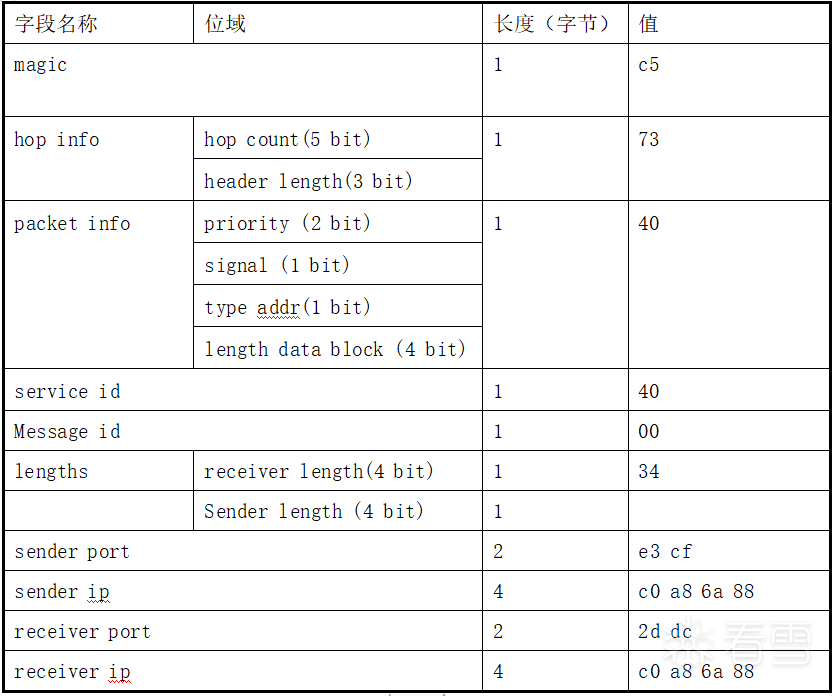 字段名称 位域 长度（字节） 值
magic 1 c5
hop info hop count(5 bit) 1 73
header length(3 bit)
packet info priority (2 bit) 1 40
signal (1 bit)
type addr(1 bit)
length data block (4 bit)
service id 1 40
Message id 1 00
lengths receiver length(4 bit) 1 34
Sender length (4 bit) 1
sender port 2 e3 cf
sender ip 4 c0 a8 6a 88
receiver port 2 2d dc
receiver ip 4 c0 a8 6a 88
看雪